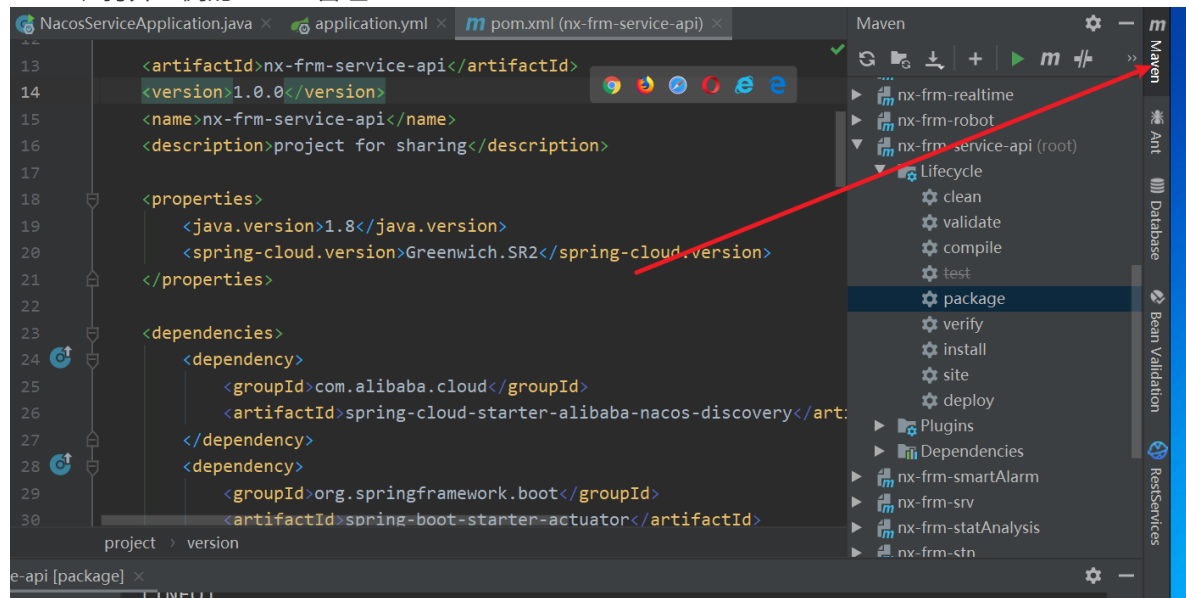 NacosServiceApplication.java
application.yml
pom.xml (nx-frm-service-api)
13 <artifactId>nx-frm-service-api</artifactId>
14 <version>1.0.0</version>
15 <name>nx-frm-service-api</name>
16 <description>project for sharing</description>
17
18 <properties>
19 <java.version>1.8</java.version>
20 <spring-cloud.version>Greenwich.SR2</spring-cloud.version>
21 </properties>
22
23 <dependencies>
24 <dependency>
25 <groupId>com.alibaba.cloud</groupId>
26 <artifactId>spring-cloud-starter-alibaba-nacos-discovery</art
27 </dependency>
28 <dependency>
29 <groupId>org.springframework.boot</groupId>
30 <artifactId>spring-boot-starter-actuator</artifactId>
project › version
e-api [package]
Maven
nx-frm-realtime
nx-frm-robot
nx-frm-service-api (root)
Lifecycle
clean
validate
compile
test
package
verify
install
site
deploy
Plugins
Dependencies
nx-frm-smartAlarm
nx-frm-srv
nx-frm-statAnalysis
nx-frm-stn
Maven
Ant
Database
Bean Validation
RestServices